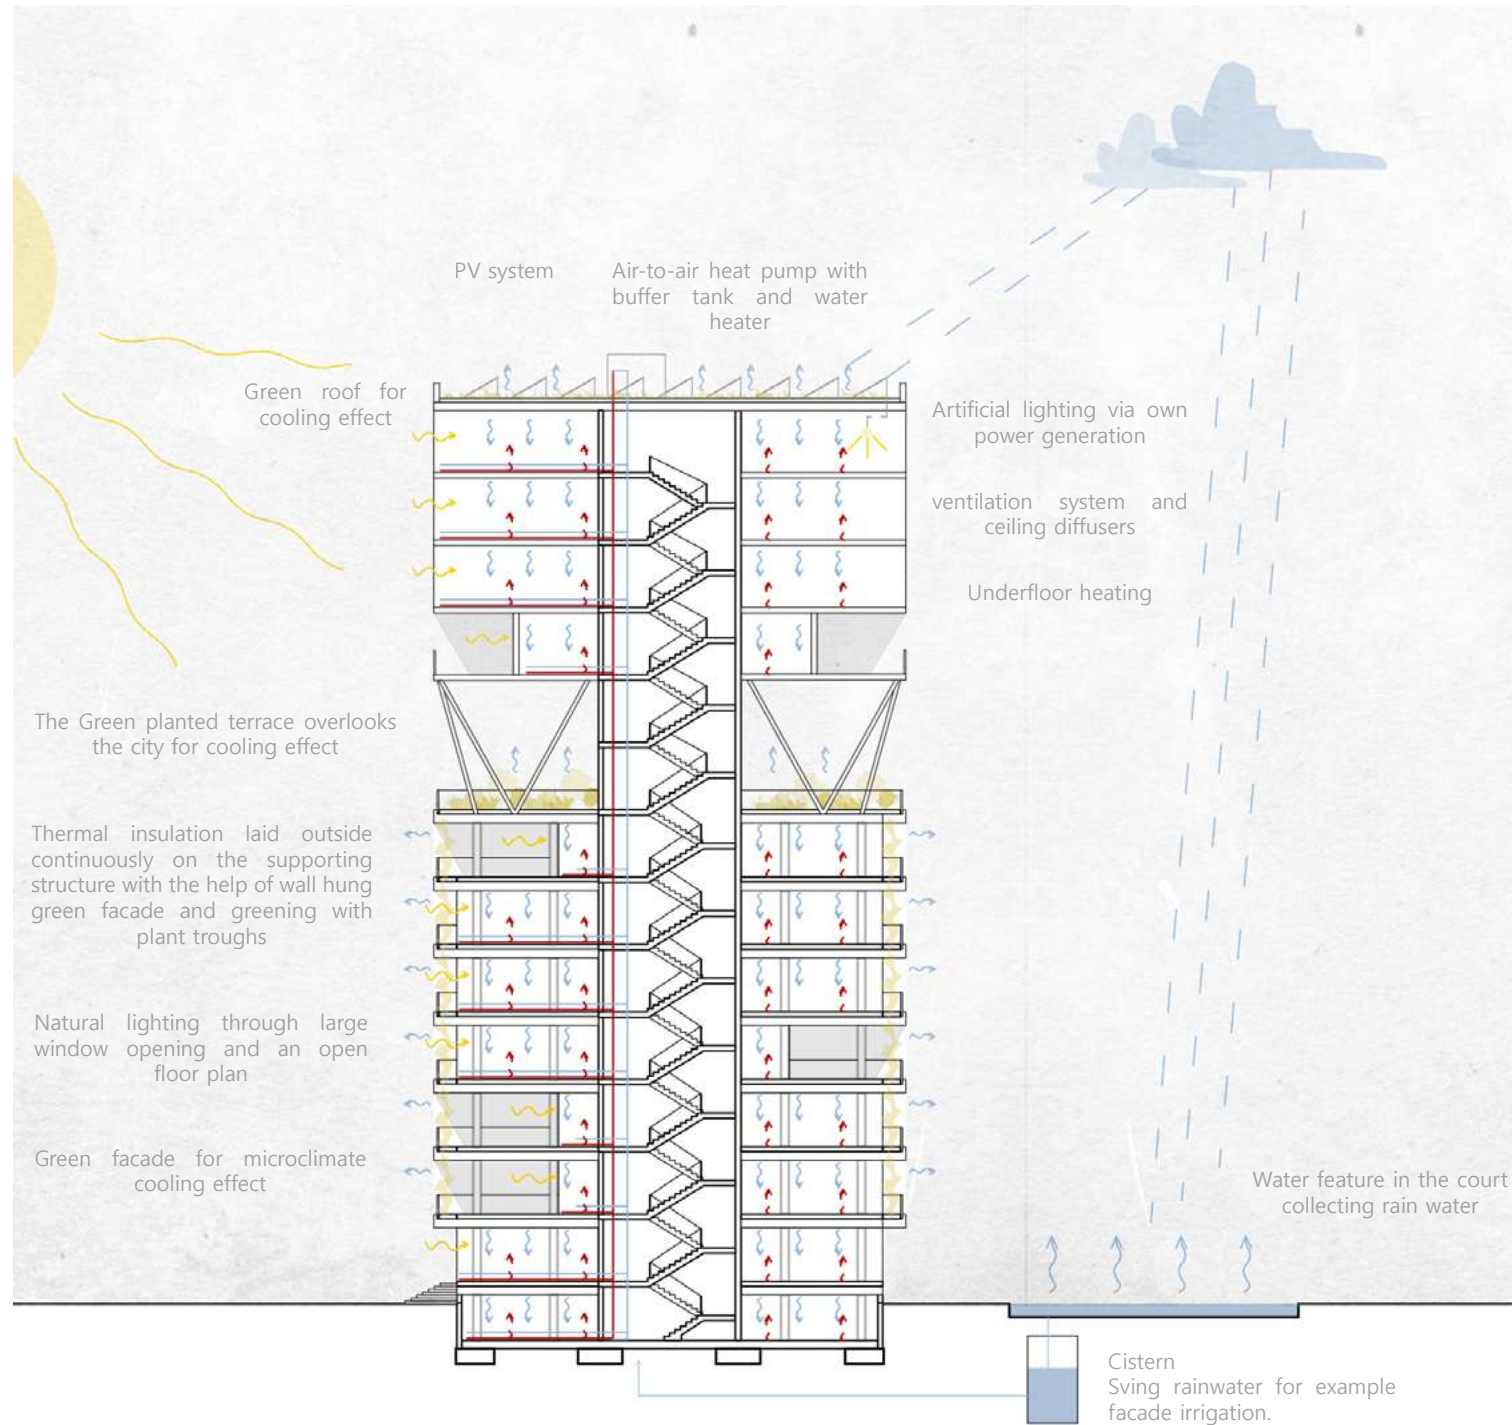 PV system
Air-to-air heat pump with
buffer tank and water
heater
Green roof for
cooling effect
Artificial lighting via own
power generation
ventilation system and
ceiling diffusers
Underfloor heating
The Green planted terrace overlooks
the city for cooling effect
Thermal insulation laid outside
continuously on the supporting
structure with the help of wall hung
green facade and greening with
plant troughs
Natural lighting through large
window opening and an open
floor plan
Green facade for microclimate
cooling effect
Water feature in the court
collecting rain water
Cistern
Sving rainwater for example
facade irrigation.